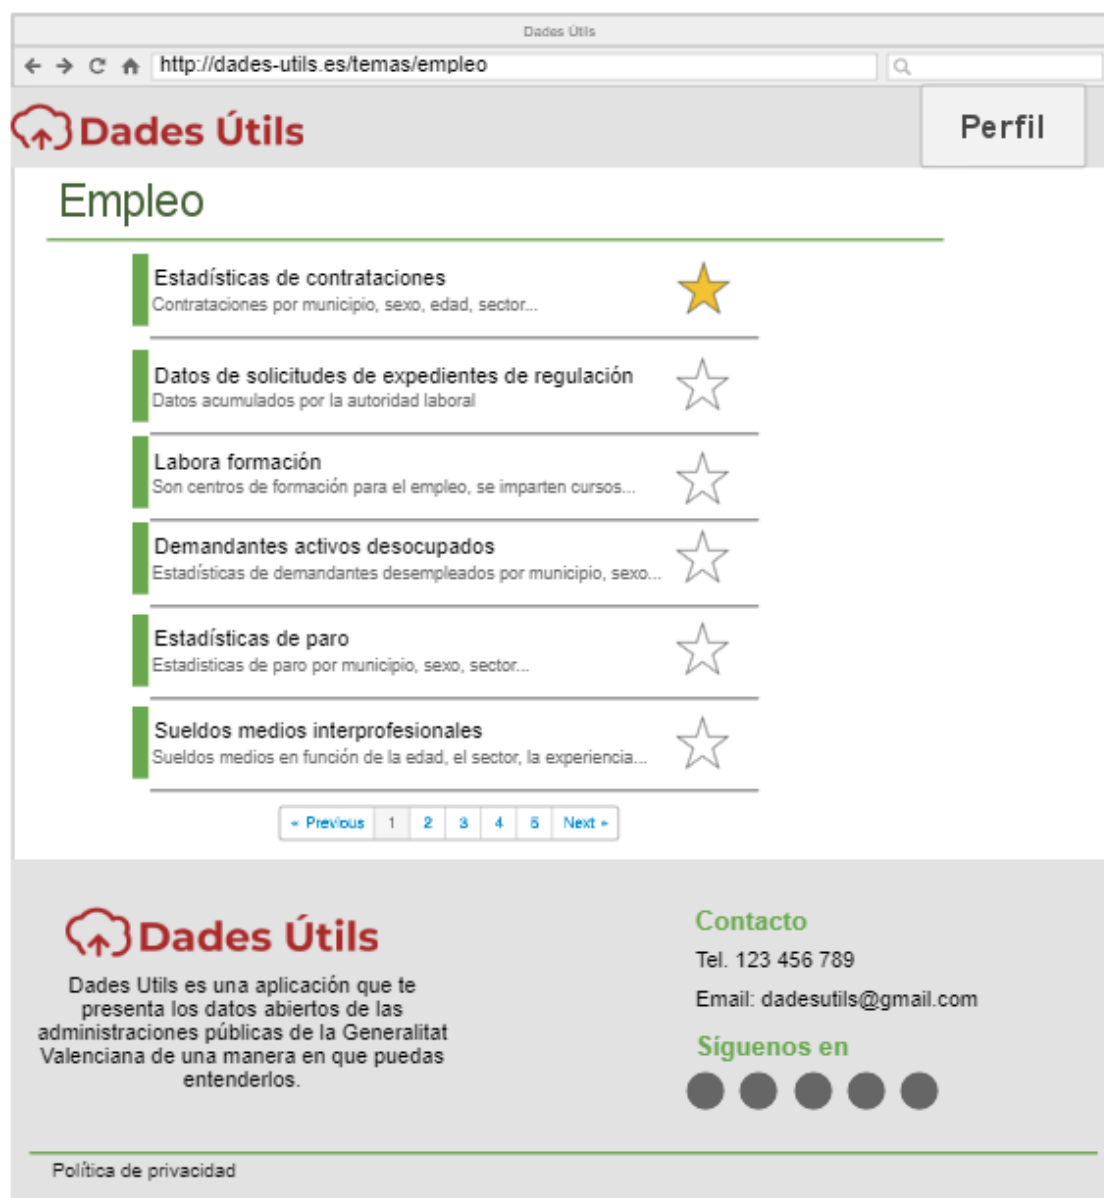 Dades Útils
http://dades-utils.es/temas/empleo
Dades Útils
Perfil
Empleo
Estadísticas de contrataciones
Contrataciones por municipio, sexo, edad, sector...
Datos de solicitudes de expedientes de regulación
Datos acumulados por la autoridad laboral
Labora formación
Son centros de formación para el empleo, se imparten cursos...
Demandantes activos desocupados
Estadísticas de demandantes desempleados por municipio, sexo...
Estadísticas de paro
Estadisticas de paro por municipio, sexo, sector...
Sueldos medios interprofesionales
Sueldos medios en función de la edad, el sector, la experiencia...
« Previous 1 2 3 4 5 Next »
Dades Útils
Dades Utils es una aplicación que te
presenta los datos abiertos de las
administraciones públicas de la Generalitat
Valenciana de una manera en que puedas
entenderlos.
Contacto
Tel. 123 456 789
Email: dadesutils@gmail.com
Síguenos en
Política de privacidad